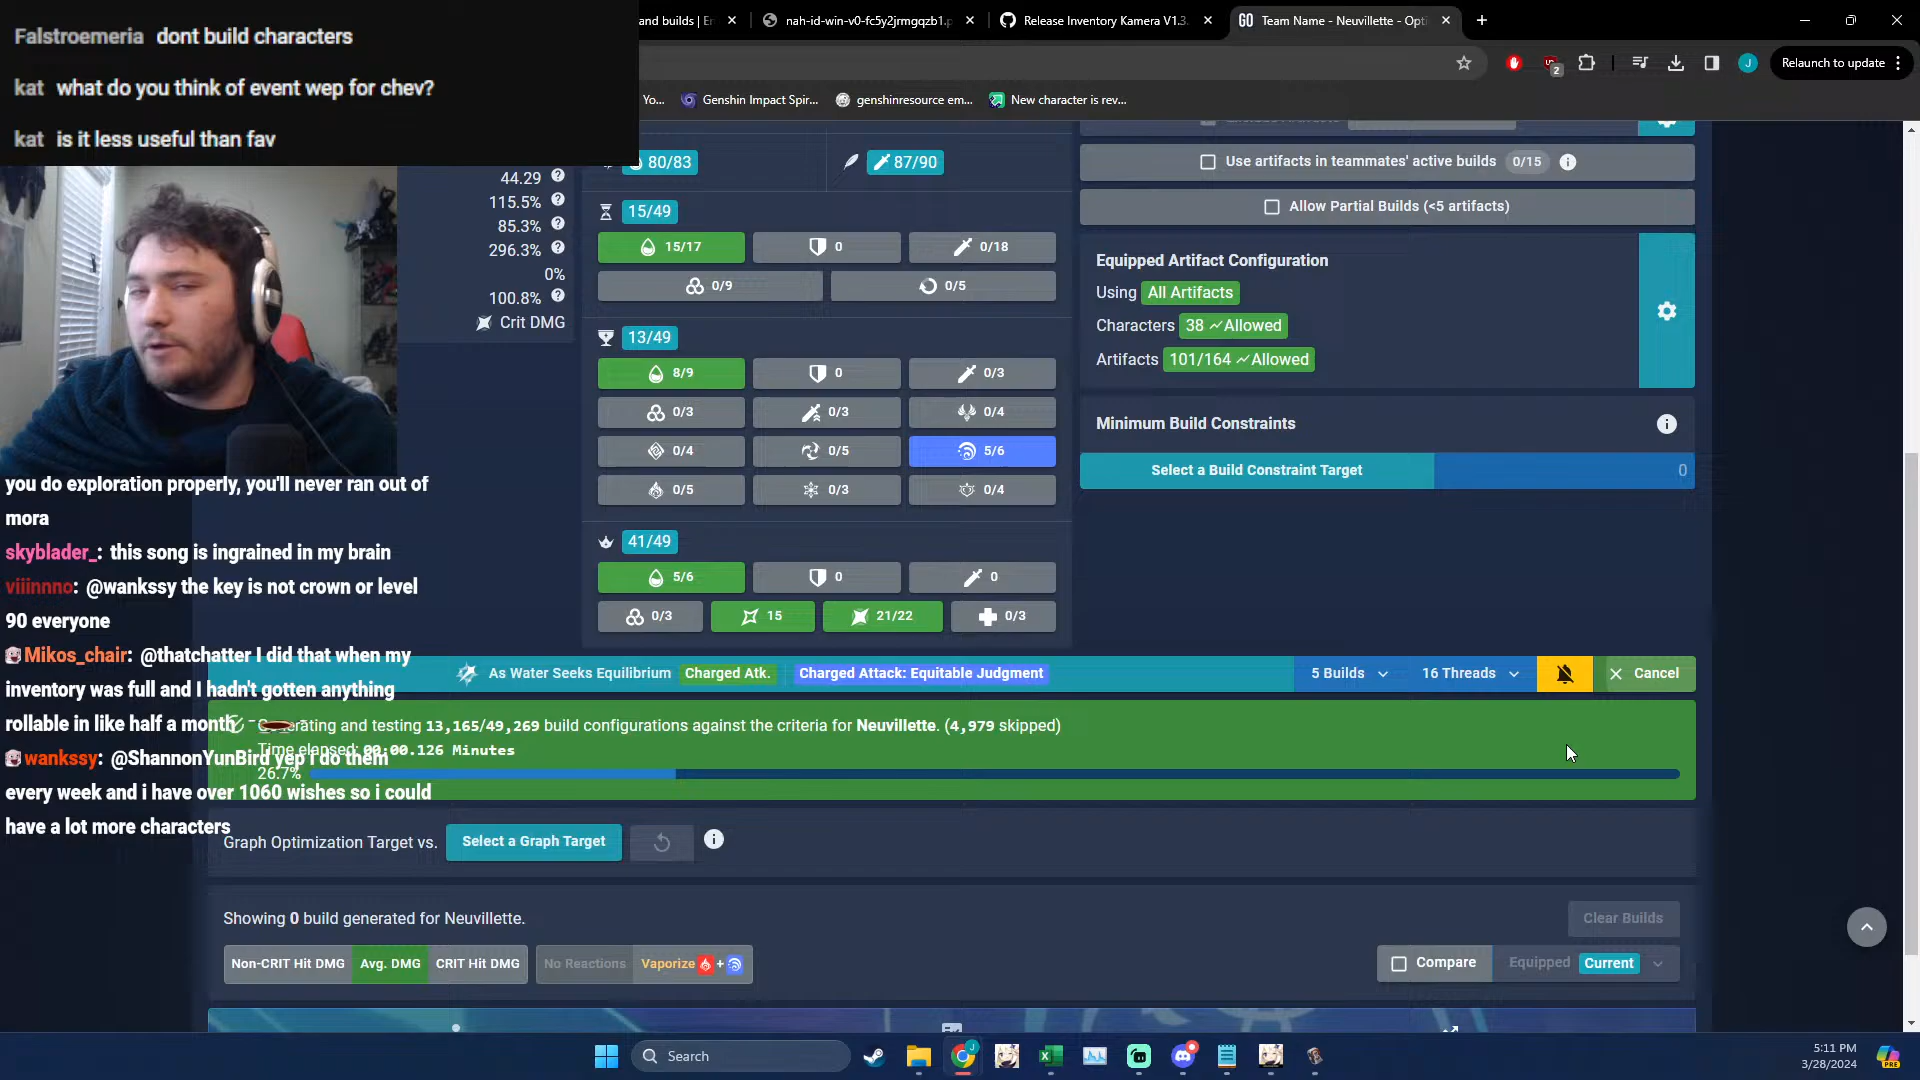 Falstroemeria dont build characters
kat what do you think of event wep for chev?
kat is it less useful than fav
and builds | En
nah-id-win-v0-fc5y2jrmgqzb1.p
Release Inventory Kamera V1.3.
GO Team Name - Neuvillette - Opti
2
J
Relaunch to update
Yo...
Genshin Impact Spir...
genshinresource em...
New character is rev...
44.29
115.5%
85.3%
296.3%
0%
100.8%
Crit DMG
80/83
87/90
15/49
15/17
0
0/18
0/9
0/5
13/49
8/9
0
0/3
0/3
0/3
0/4
0/4
0/5
5/6
0/5
0/3
0/4
41/49
5/6
0
0
0/3
15
21/22
0/3
Use artifacts in teammates' active builds 0/15
Allow Partial Builds (<5 artifacts)
Equipped Artifact Configuration
Using All Artifacts
Characters 38 Allowed
Artifacts 101/164 Allowed
Minimum Build Constraints
Select a Build Constraint Target
0
you do exploration properly, you'll never ran out of
mora
skyblader_: this song is ingrained in my brain
viiinnno: @wankssy the key is not crown or level
90 everyone
Mikos_chair: @thatchatter I did that when my
inventory was full and I hadn't gotten anything
rollable in like half a month
wankssy: @ShannonYunBird yep i do them
every week and i have over 1060 wishes so i could
have a lot more characters
As Water Seeks Equilibrium Charged Atk. Charged Attack: Equitable Judgment
5 Builds
16 Threads
Cancel
Generating and testing 13,165/49,269 build configurations against the criteria for Neuvillette. (4,979 skipped)
Time elapsed: 00:00.126 Minutes
26.7%
Graph Optimization Target vs. Select a Graph Target
Showing 0 build generated for Neuvillette.
Clear Builds
Non-CRIT Hit DMG
Avg. DMG
CRIT Hit DMG
No Reactions
Vaporize +
Compare
Equipped Current
Search
5:11 PM
3/28/2024
PRE